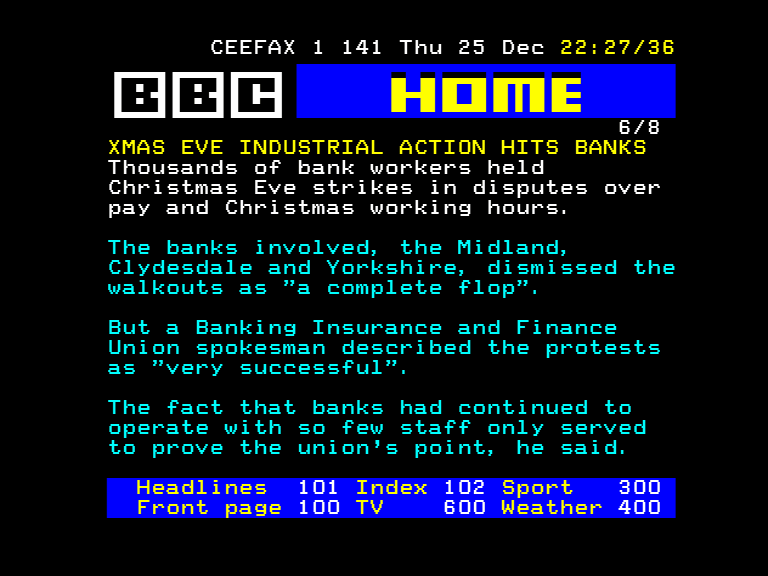 CEEFAX 1 141 Thu 25 Dec 22:27/36
BBC HOME
6/8
XMAS EVE INDUSTRIAL ACTION HITS BANKS
Thousands of bank workers held
Christmas Eve strikes in disputes over
pay and Christmas working hours.
The banks involved, the Midland,
Clydesdale and Yorkshire, dismissed the
walkouts as ”a complete flop”.
But a Banking Insurance and Finance
Union spokesman described the protests
as ”very successful”.
The fact that banks had continued to
operate with so few staff only served
to prove the union’s point, he said.
Headlines 101 Index 102 Sport 300
Front page 100 TV 600 Weather 400